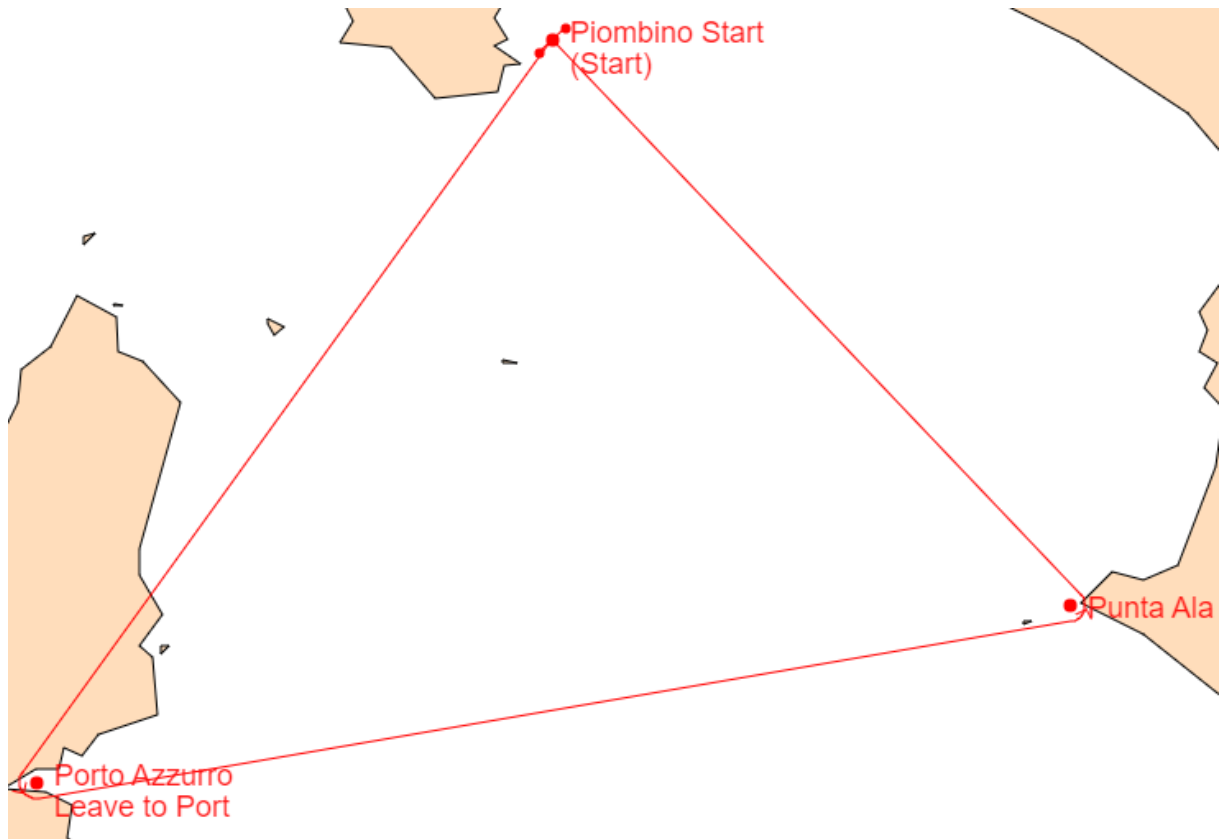 Piombino Start
(Start)
Punta Ala
Porto Azzurro
Leave to Port